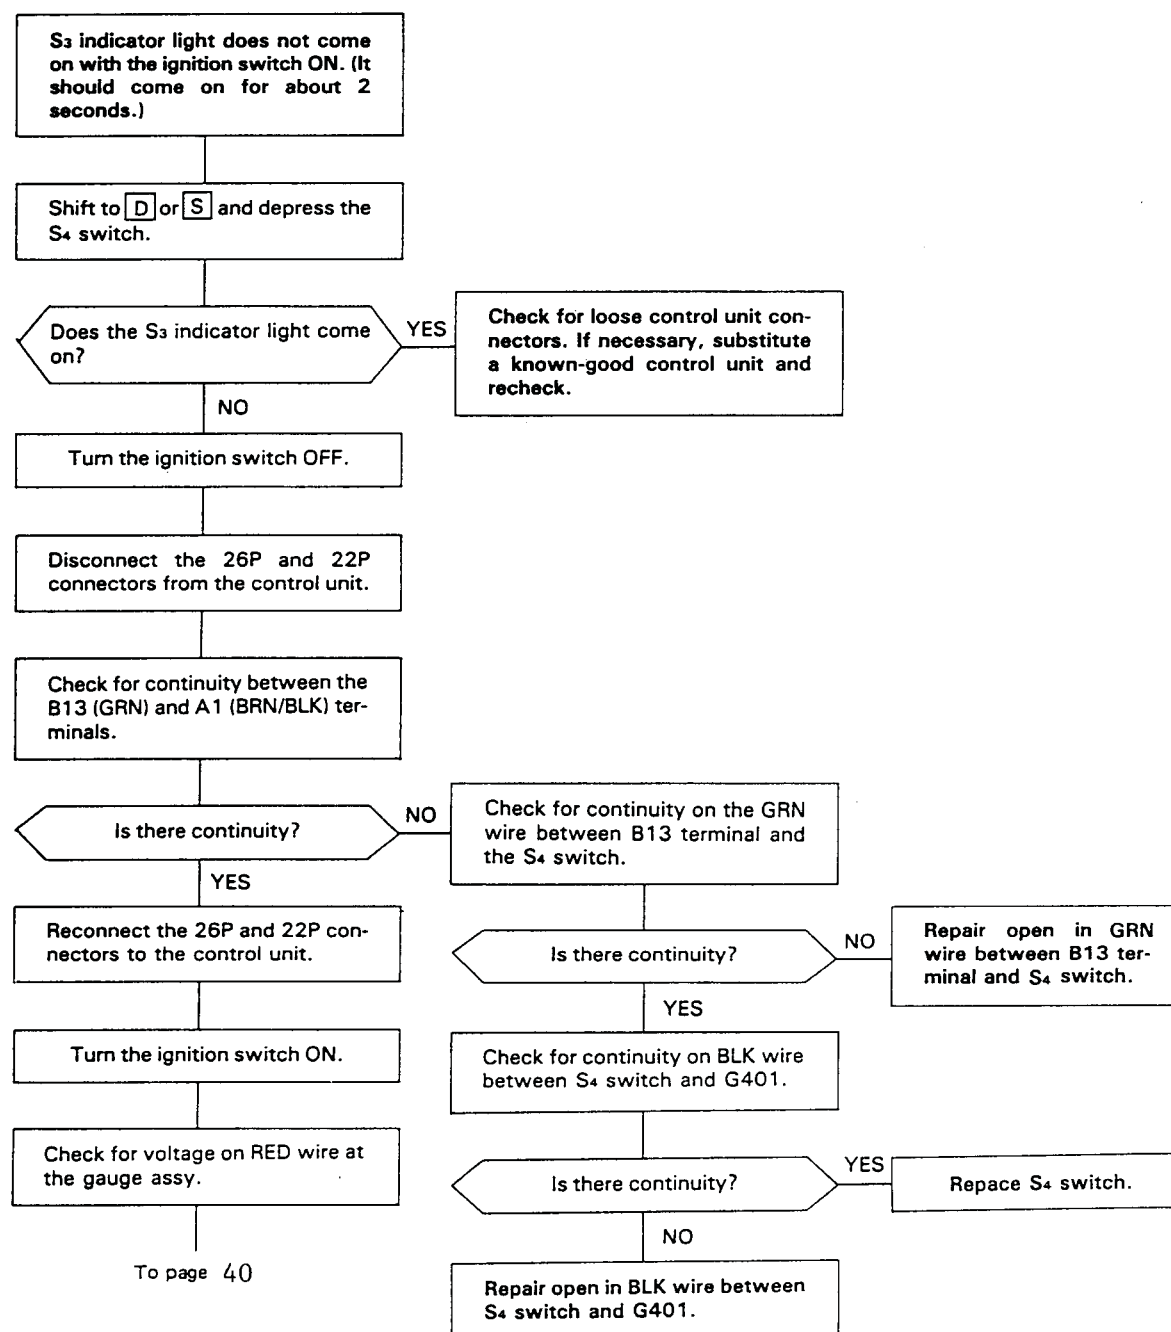 S₃ indicator light does not come
on with the ignition switch ON. (It
should come on for about 2
seconds.)
Shift to D or S and depress the
S₄ switch.
Does the S₃ indicator light come
on?
YES
Check for loose control unit con-
nectors. If necessary, substitute
a known-good control unit and
recheck.
NO
Turn the ignition switch OFF.
Disconnect the 26P and 22P
connectors from the control unit.
Check for continuity between the
B13 (GRN) and A1 (BRN/BLK) ter-
minals.
Is there continuity?
NO
Check for continuity on the GRN
wire between B13 terminal and
the S₄ switch.
YES
Reconnect the 26P and 22P con-
nectors to the control unit.
Is there continuity?
NO
Repair open in GRN
wire between B13 ter-
minal and S₄ switch.
YES
Turn the ignition switch ON.
Check for continuity on BLK wire
between S₄ switch and G401.
Check for voltage on RED wire at
the gauge assy.
Is there continuity?
YES
Repace S₄ switch.
NO
To page 40
Repair open in BLK wire between
S₄ switch and G401.